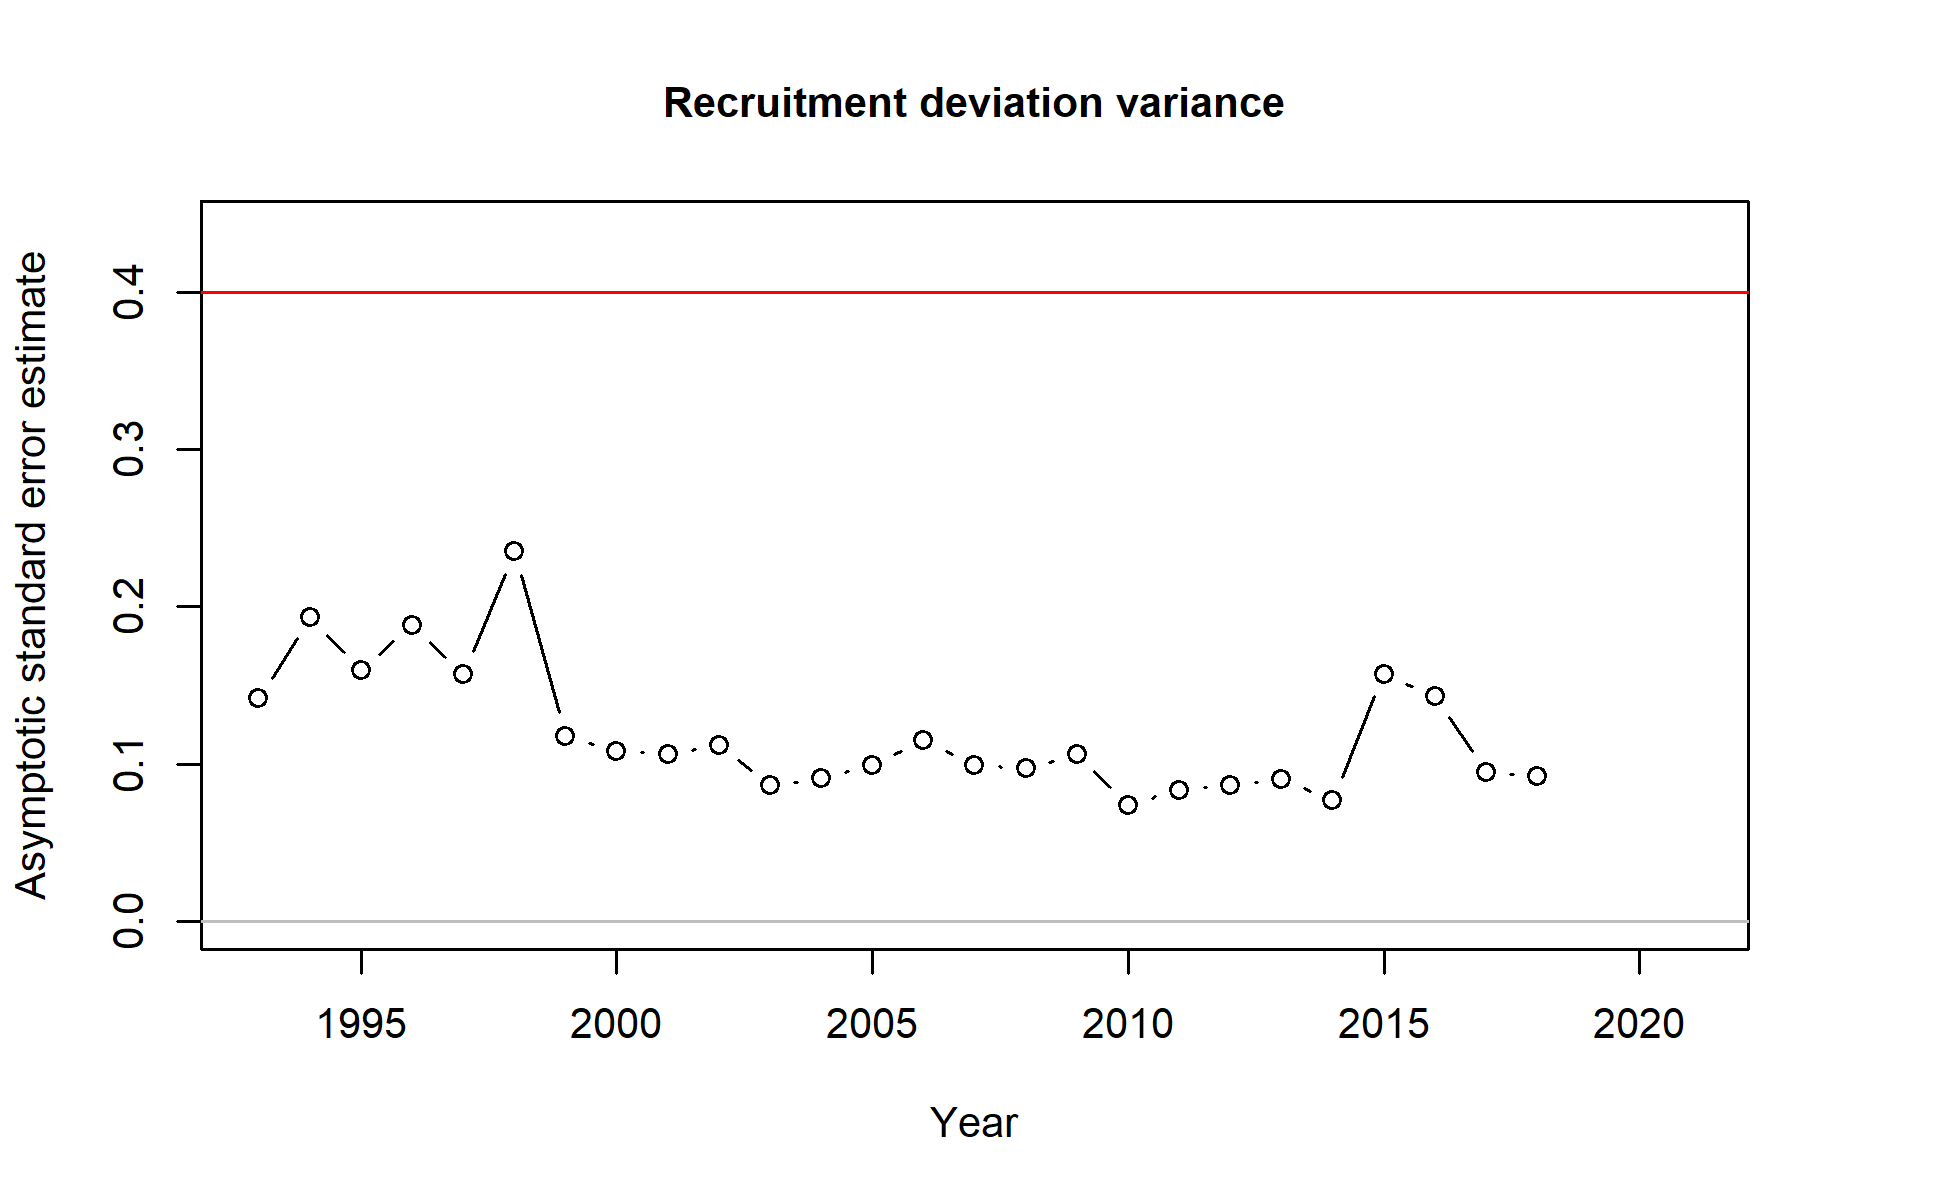 Recruitment deviation variance
Asymptotic standard error estimate
0.4
0.3
0.2
0.1
0.0
1995 2000 2005 2010 2015 2020
Year